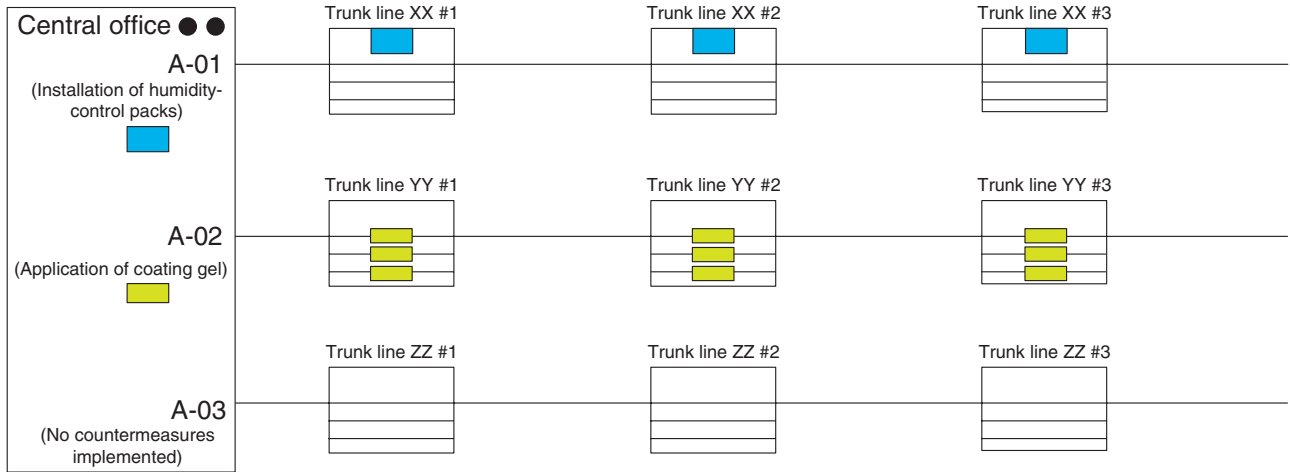 Central office ● ●
Trunk line XX #1
Trunk line XX #2
Trunk line XX #3
A-01
(Installation of humidity-
control packs)
Trunk line YY #1
Trunk line YY #2
Trunk line YY #3
A-02
(Application of coating gel)
Trunk line ZZ #1
Trunk line ZZ #2
Trunk line ZZ #3
A-03
(No countermeasures
implemented)